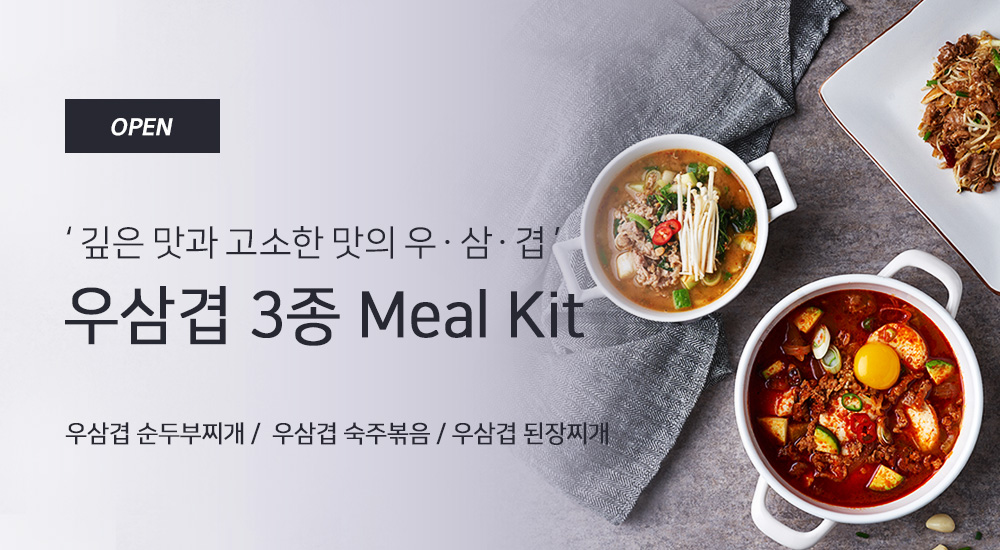 OPEN
‘ 깊은 맛과 고소한 맛의 우 · 삼 · 겹 ’
우삼겹 3종 Meal Kit
우삼겹 순두부찌개 / 우삼겹 숙주볶음 / 우삼겹 된장찌개